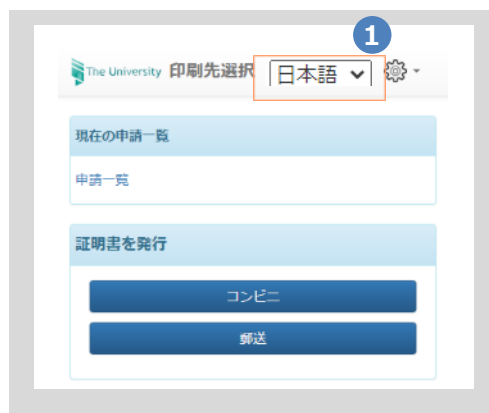 1
The University 印刷先選択 日本語
現在の申請一覧
申請一覧
証明書を発行
コンビニ
郵送